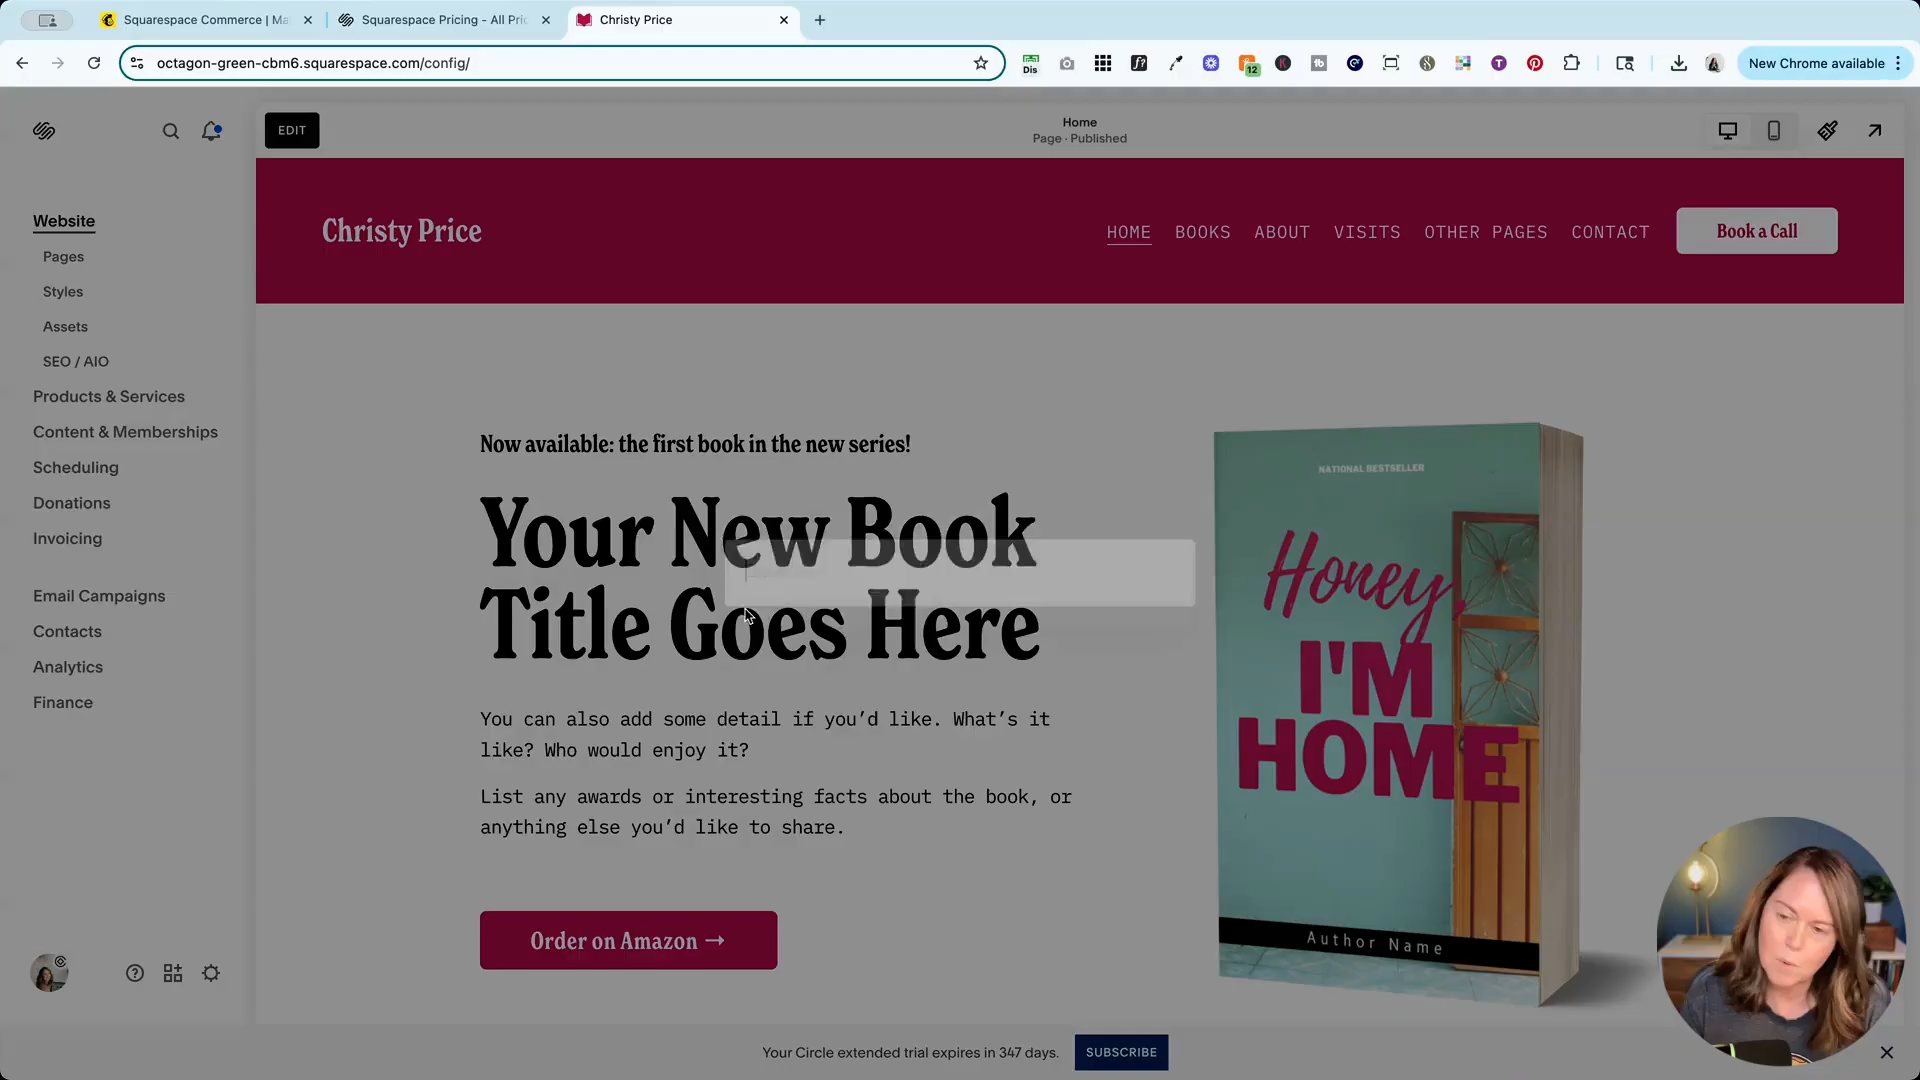 Squarespace Commerce | Ma
Squarespace Pricing - All Pri
Christy Price
octagon-green-cbm6.squarespace.com/config/
Dis
12
New Chrome available
EDIT
Home
Page · Published
Website
Pages
Styles
Assets
SEO / AIO
Products & Services
Content & Memberships
Scheduling
Donations
Invoicing
Email Campaigns
Contacts
Analytics
Finance
Christy Price
HOME
BOOKS
ABOUT
VISITS
OTHER PAGES
CONTACT
Book a Call
Now available: the first book in the new series!
Your New Book
Title Goes Here
You can also add some detail if you’d like. What’s it
like? Who would enjoy it?
List any awards or interesting facts about the book, or
anything else you’d like to share.
Order on Amazon →
NATIONAL BESTSELLER
Honey,
I'M
HOME
Author Name
Your Circle extended trial expires in 347 days.
SUBSCRIBE